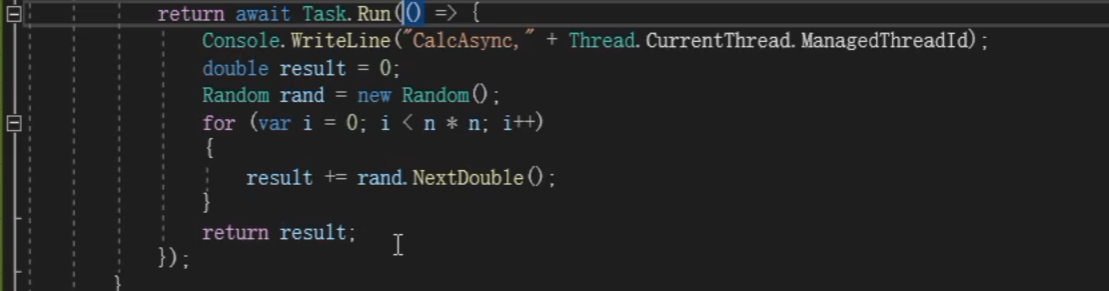 return await Task.Run(() => {
Console.WriteLine("CalcAsync," + Thread.CurrentThread.ManagedThreadId);
double result = 0;
Random rand = new Random();
for (var i = 0; i < n * n; i++)
{
result += rand.NextDouble();
}
return result;
});
}